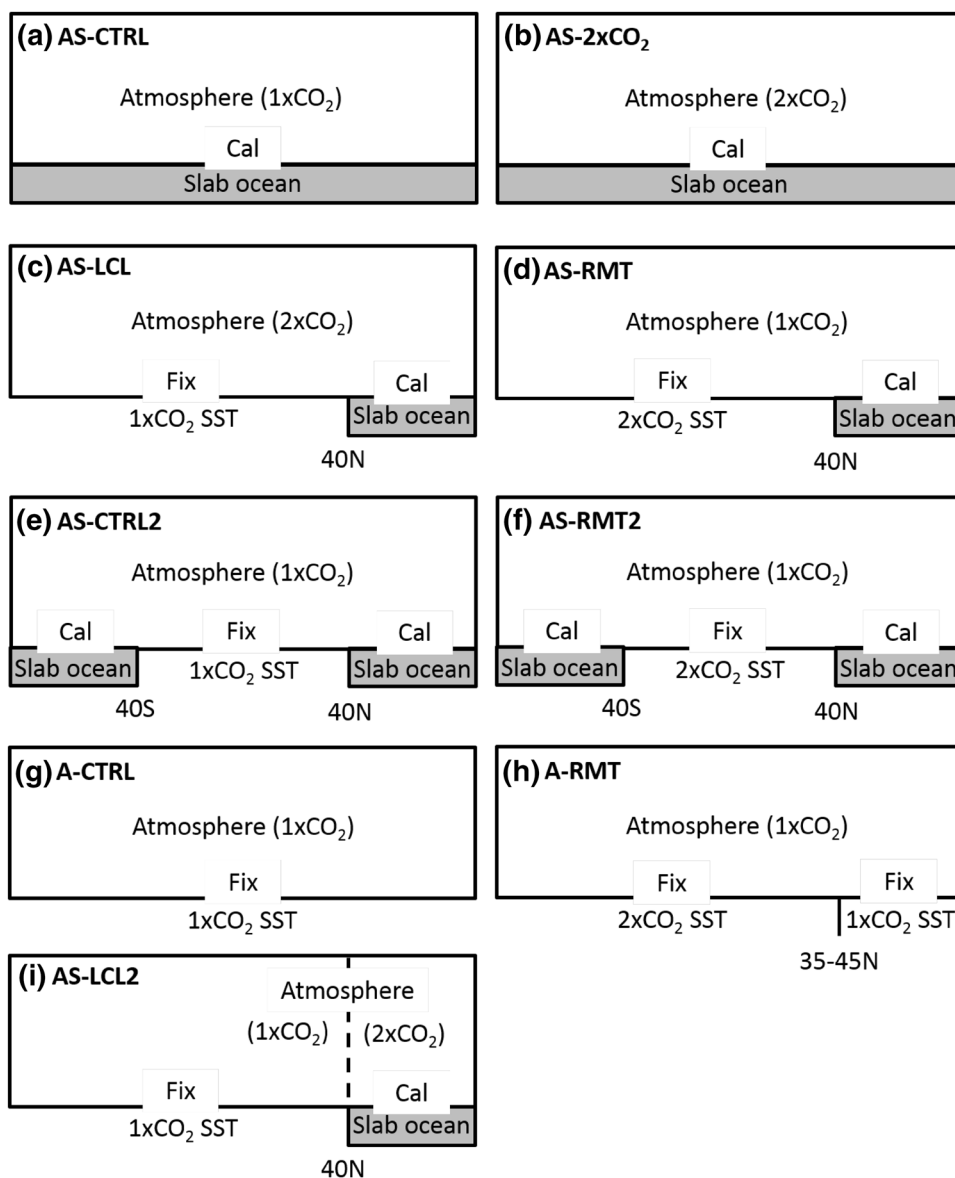 (a) AS-CTRL
Atmosphere (1xCO₂)
Cal
Slab ocean
(b) AS-2xCO₂
Atmosphere (2xCO₂)
Cal
Slab ocean
(c) AS-LCL
Atmosphere (2xCO₂)
Fix
Cal
1xCO₂ SST
Slab ocean
40N
(d) AS-RMT
Atmosphere (1xCO₂)
Fix
Cal
2xCO₂ SST
Slab ocean
40N
(e) AS-CTRL2
Atmosphere (1xCO₂)
Cal
Fix
Cal
Slab ocean
1xCO₂ SST
Slab ocean
40S
40N
(f) AS-RMT2
Atmosphere (1xCO₂)
Cal
Fix
Cal
Slab ocean
2xCO₂ SST
Slab ocean
40S
40N
(g) A-CTRL
Atmosphere (1xCO₂)
Fix
1xCO₂ SST
(h) A-RMT
Atmosphere (1xCO₂)
Fix
Fix
2xCO₂ SST
1xCO₂ SST
35-45N
(i) AS-LCL2
Atmosphere
(1xCO₂)
(2xCO₂)
Fix
Cal
1xCO₂ SST
Slab ocean
40N